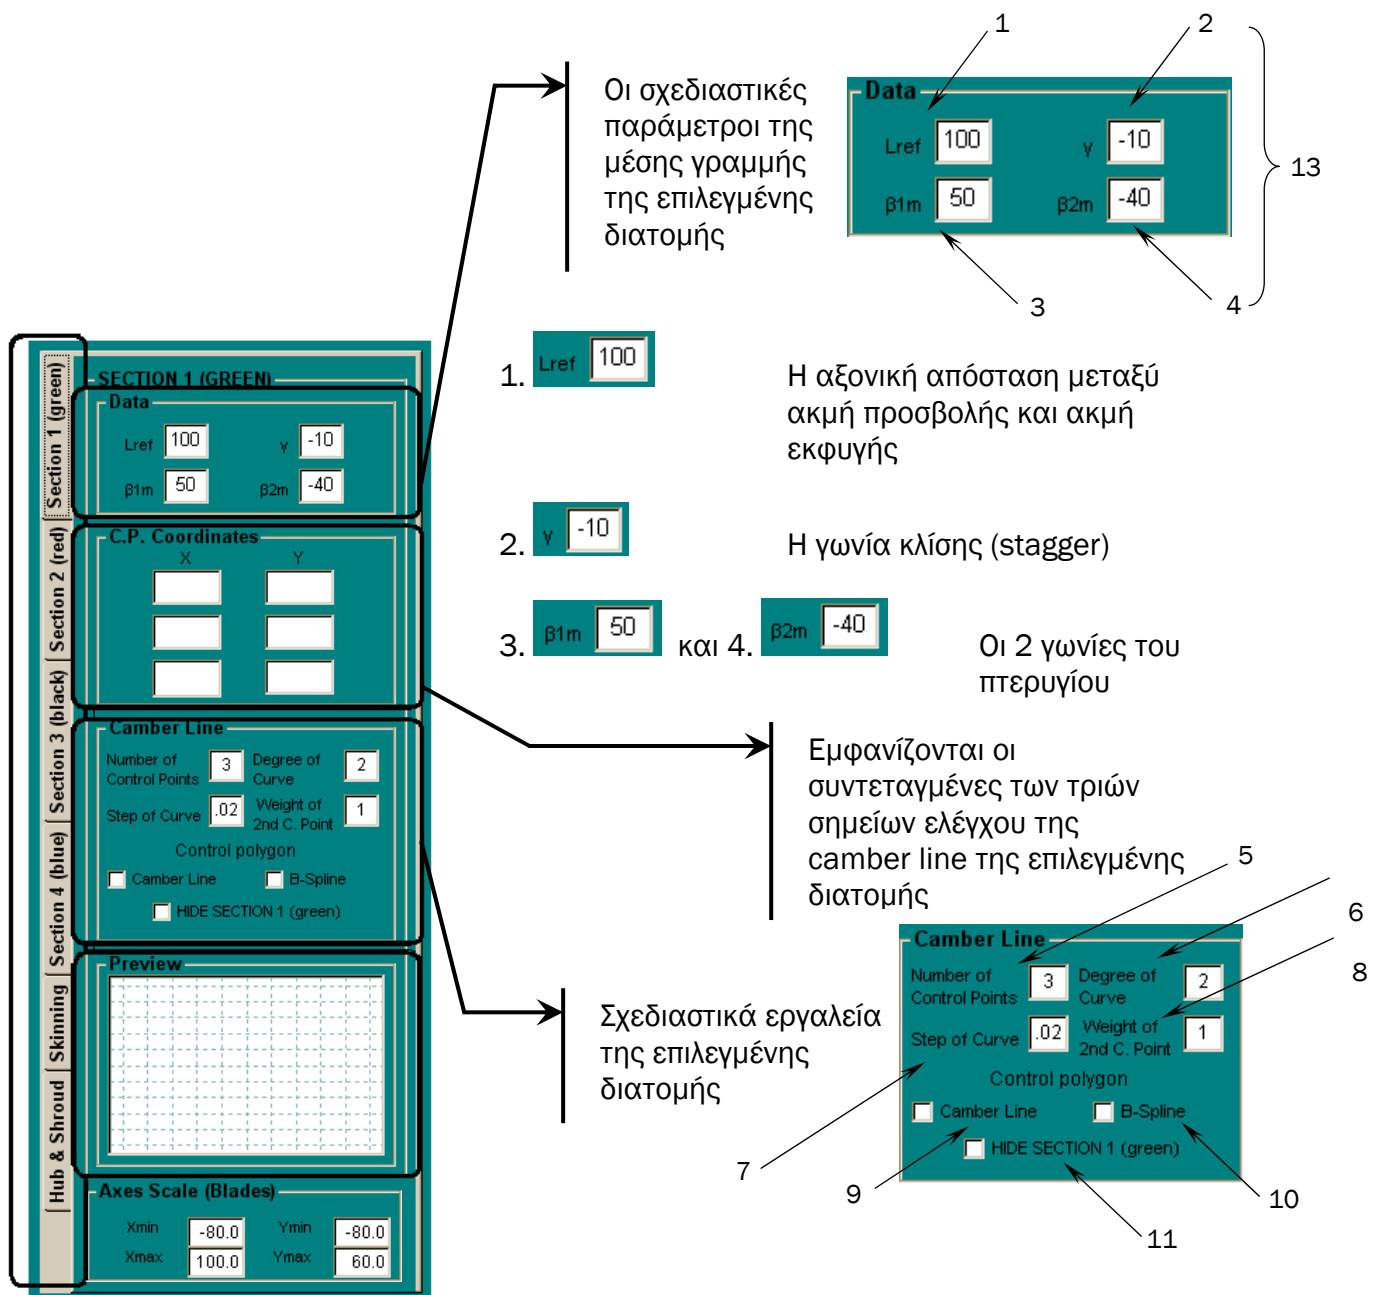 1
2
Οι σχεδιαστικές
παράμετροι της
μέσης γραμμής
της επιλεγμένης
διατομής
Data
Lref 100 γ -10
β1m 50 β2m -40
13
3
4
1. Lref 100
Η αξονική απόσταση μεταξύ
ακμή προσβολής και ακμή
εκφυγής
2. γ -10
Η γωνία κλίσης (stagger)
3. β1m 50 και 4. β2m -40
Οι 2 γωνίες του
πτερυγίου
Εμφανίζονται οι
συντεταγμένες των τριών
σημείων ελέγχου της
camber line της επιλεγμένης
διατομής
Σχεδιαστικά εργαλεία
της επιλεγμένης
διατομής
5
6
8
Camber Line
Number of
Control Points 3
Degree of
Curve 2
Step of Curve .02
Weight of
2nd C. Point 1
Control polygon
Camber Line B-Spline
HIDE SECTION 1 (green)
7
9
10
11
Section 1 (green)
Section 2 (red)
Section 3 (black)
Section 4 (blue)
Skinning
Hub & Shroud
SECTION 1 (GREEN)
Data
Lref 100 γ -10
β1m 50 β2m -40
C.P. Coordinates
X Y
Camber Line
Number of
Control Points 3
Degree of
Curve 2
Step of Curve .02
Weight of
2nd C. Point 1
Control polygon
Camber Line B-Spline
HIDE SECTION 1 (green)
Preview
Axes Scale (Blades)
Xmin -80.0 Ymin -80.0
Xmax 100.0 Ymax 60.0